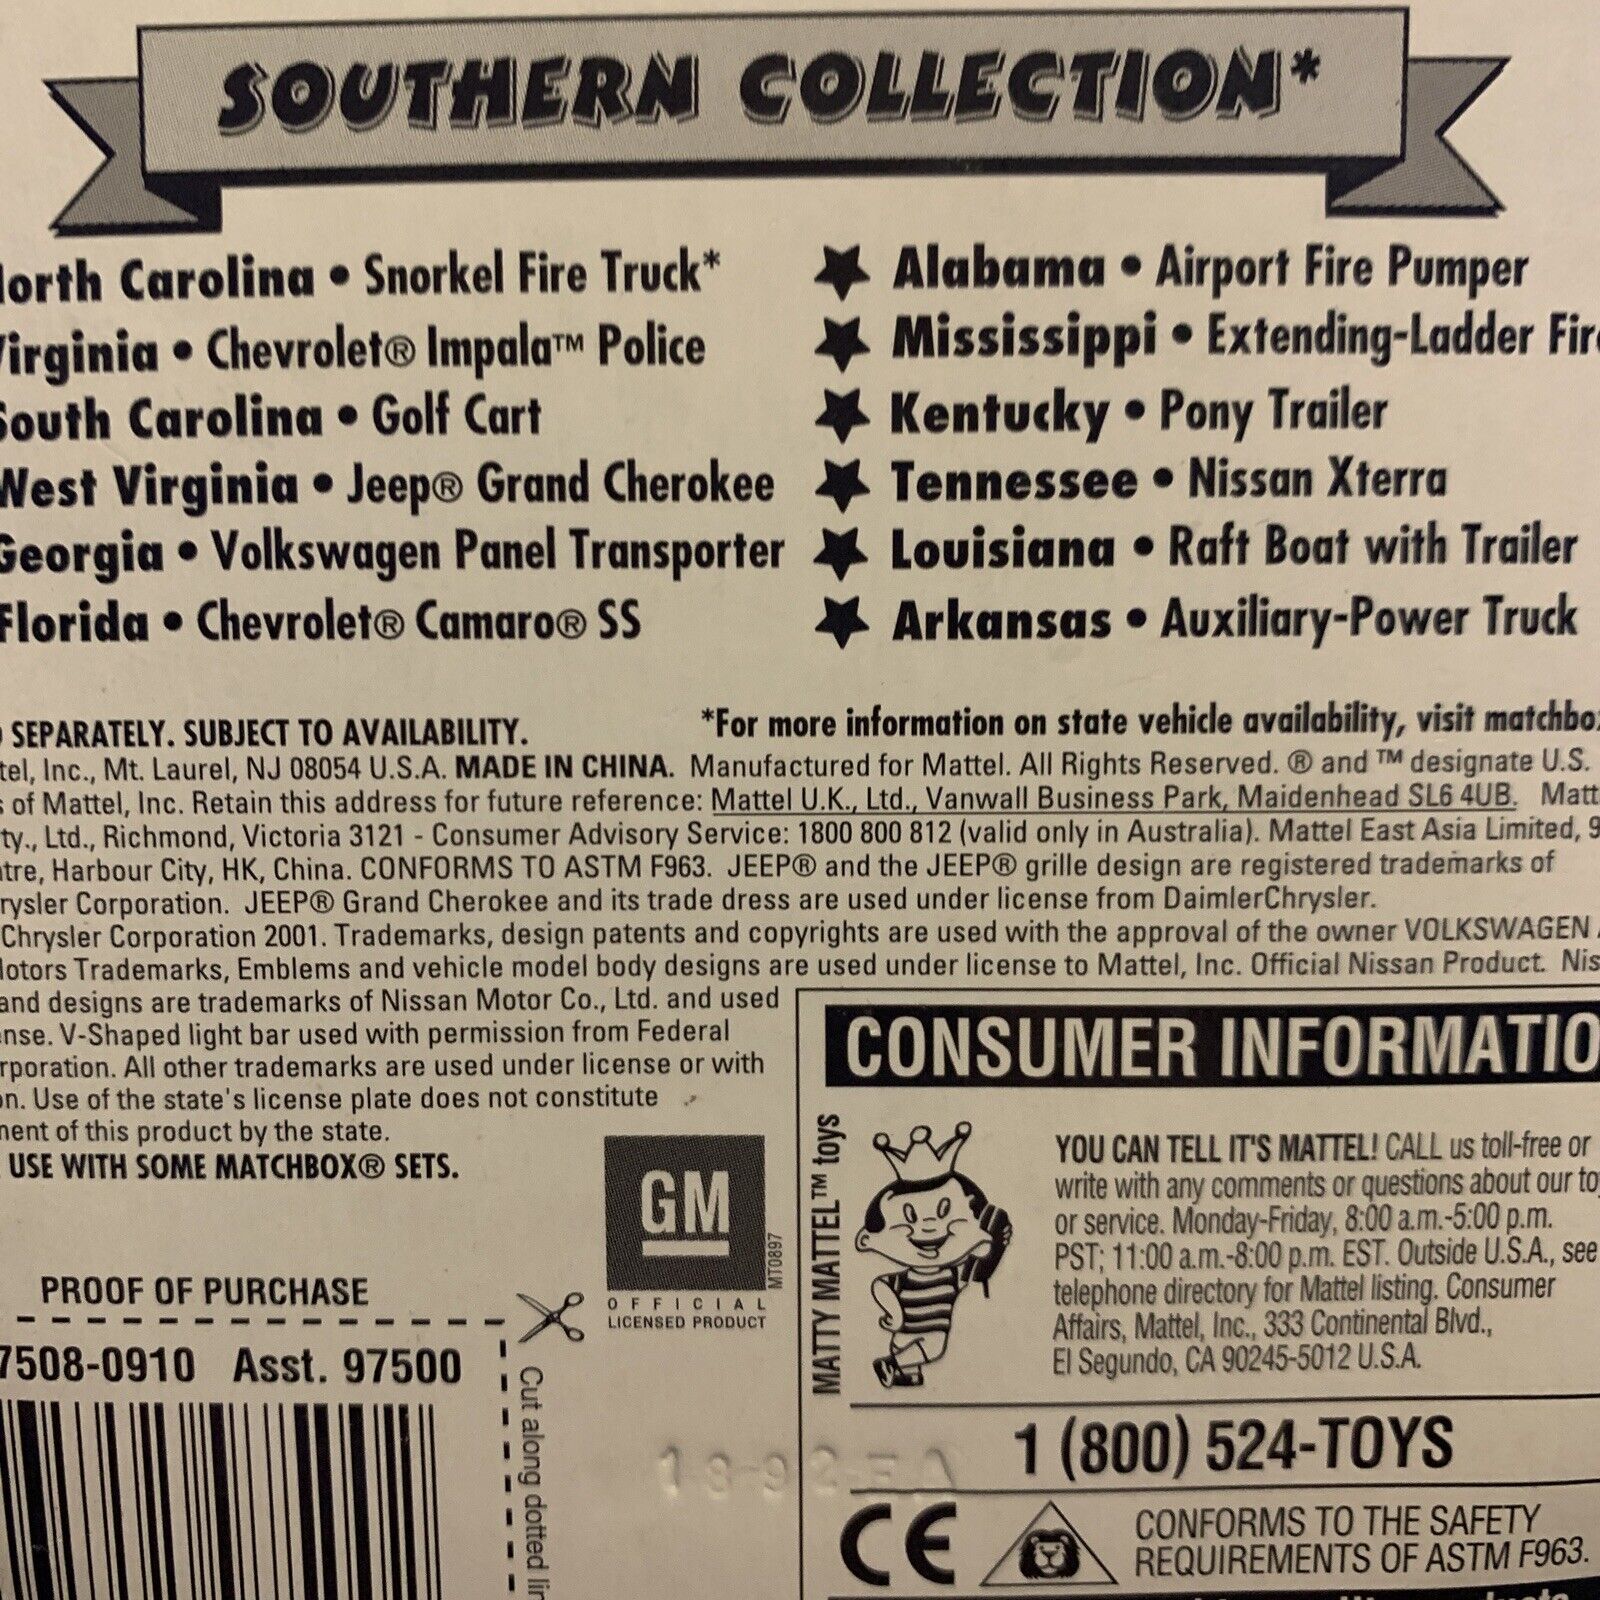 SOUTHERN COLLECTION*
North Carolina • Snorkel Fire Truck*
Virginia • Chevrolet® Impala™ Police
South Carolina • Golf Cart
West Virginia • Jeep® Grand Cherokee
Georgia • Volkswagen Panel Transporter
Florida • Chevrolet® Camaro® SS
★ Alabama • Airport Fire Pumper
★ Mississippi • Extending-Ladder Fire
★ Kentucky • Pony Trailer
★ Tennessee • Nissan Xterra
★ Louisiana • Raft Boat with Trailer
★ Arkansas • Auxiliary-Power Truck
SEPARATELY. SUBJECT TO AVAILABILITY.
*For more information on state vehicle availability, visit matchbox
tel, Inc., Mt. Laurel, NJ 08054 U.S.A. MADE IN CHINA. Manufactured for Mattel. All Rights Reserved. ® and ™ designate U.S.
s of Mattel, Inc. Retain this address for future reference: Mattel U.K., Ltd., Vanwall Business Park, Maidenhead SL6 4UB. Matt
ty., Ltd., Richmond, Victoria 3121 - Consumer Advisory Service: 1800 800 812 (valid only in Australia). Mattel East Asia Limited, 9
ntre, Harbour City, HK, China. CONFORMS TO ASTM F963. JEEP® and the JEEP® grille design are registered trademarks of
rysler Corporation. JEEP® Grand Cherokee and its trade dress are used under license from DaimlerChrysler.
Chrysler Corporation 2001. Trademarks, design patents and copyrights are used with the approval of the owner VOLKSWAGEN
Motors Trademarks, Emblems and vehicle model body designs are used under license to Mattel, Inc. Official Nissan Product. Nis
and designs are trademarks of Nissan Motor Co., Ltd. and used
ense. V-Shaped light bar used with permission from Federal
rporation. All other trademarks are used under license or with
on. Use of the state's license plate does not constitute
ment of this product by the state.
USE WITH SOME MATCHBOX® SETS.
GM
MT0897
OFFICIAL
LICENSED PRODUCT
PROOF OF PURCHASE
7508-0910 Asst. 97500
Cut along dotted lin
CONSUMER INFORMATIO
MATTY MATTEL™ toys
YOU CAN TELL IT'S MATTEL! CALL us toll-free or
write with any comments or questions about our toy
or service. Monday-Friday, 8:00 a.m.-5:00 p.m.
PST; 11:00 a.m.-8:00 p.m. EST. Outside U.S.A., see
telephone directory for Mattel listing. Consumer
Affairs, Mattel, Inc., 333 Continental Blvd.,
El Segundo, CA 90245-5012 U.S.A.
1 (800) 524-TOYS
CE
CONFORMS TO THE SAFETY
REQUIREMENTS OF ASTM F963.